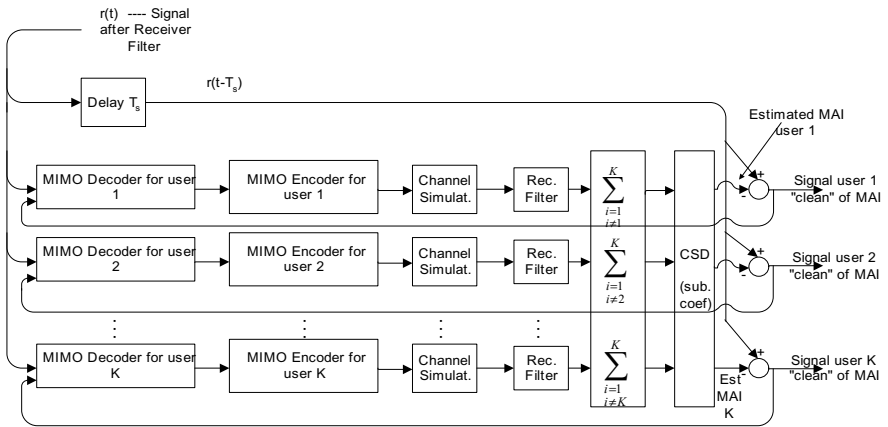 r(t) ---- Signal
after Receiver
Filter
r(t-Ts)
Delay Ts
Estimated MAI
user 1
MIMO Decoder for user
1
MIMO Encoder for
user 1
Channel
Simulat.
Rec.
Filter
K
∑
i=1
i≠1
+
-
Signal user 1
"clean" of MAI
MIMO Decoder for user
2
MIMO Encoder for
user 2
Channel
Simulat.
Rec.
Filter
K
∑
i=1
i≠2
CSD
(sub.
coef)
+
-
Signal user 2
"clean" of MAI
MIMO Decoder for user
K
MIMO Encoder for
user K
Channel
Simulat.
Rec.
Filter
K
∑
i=1
i≠K
+
-
Est
MAI
K
Signal user K
"clean" of MAI